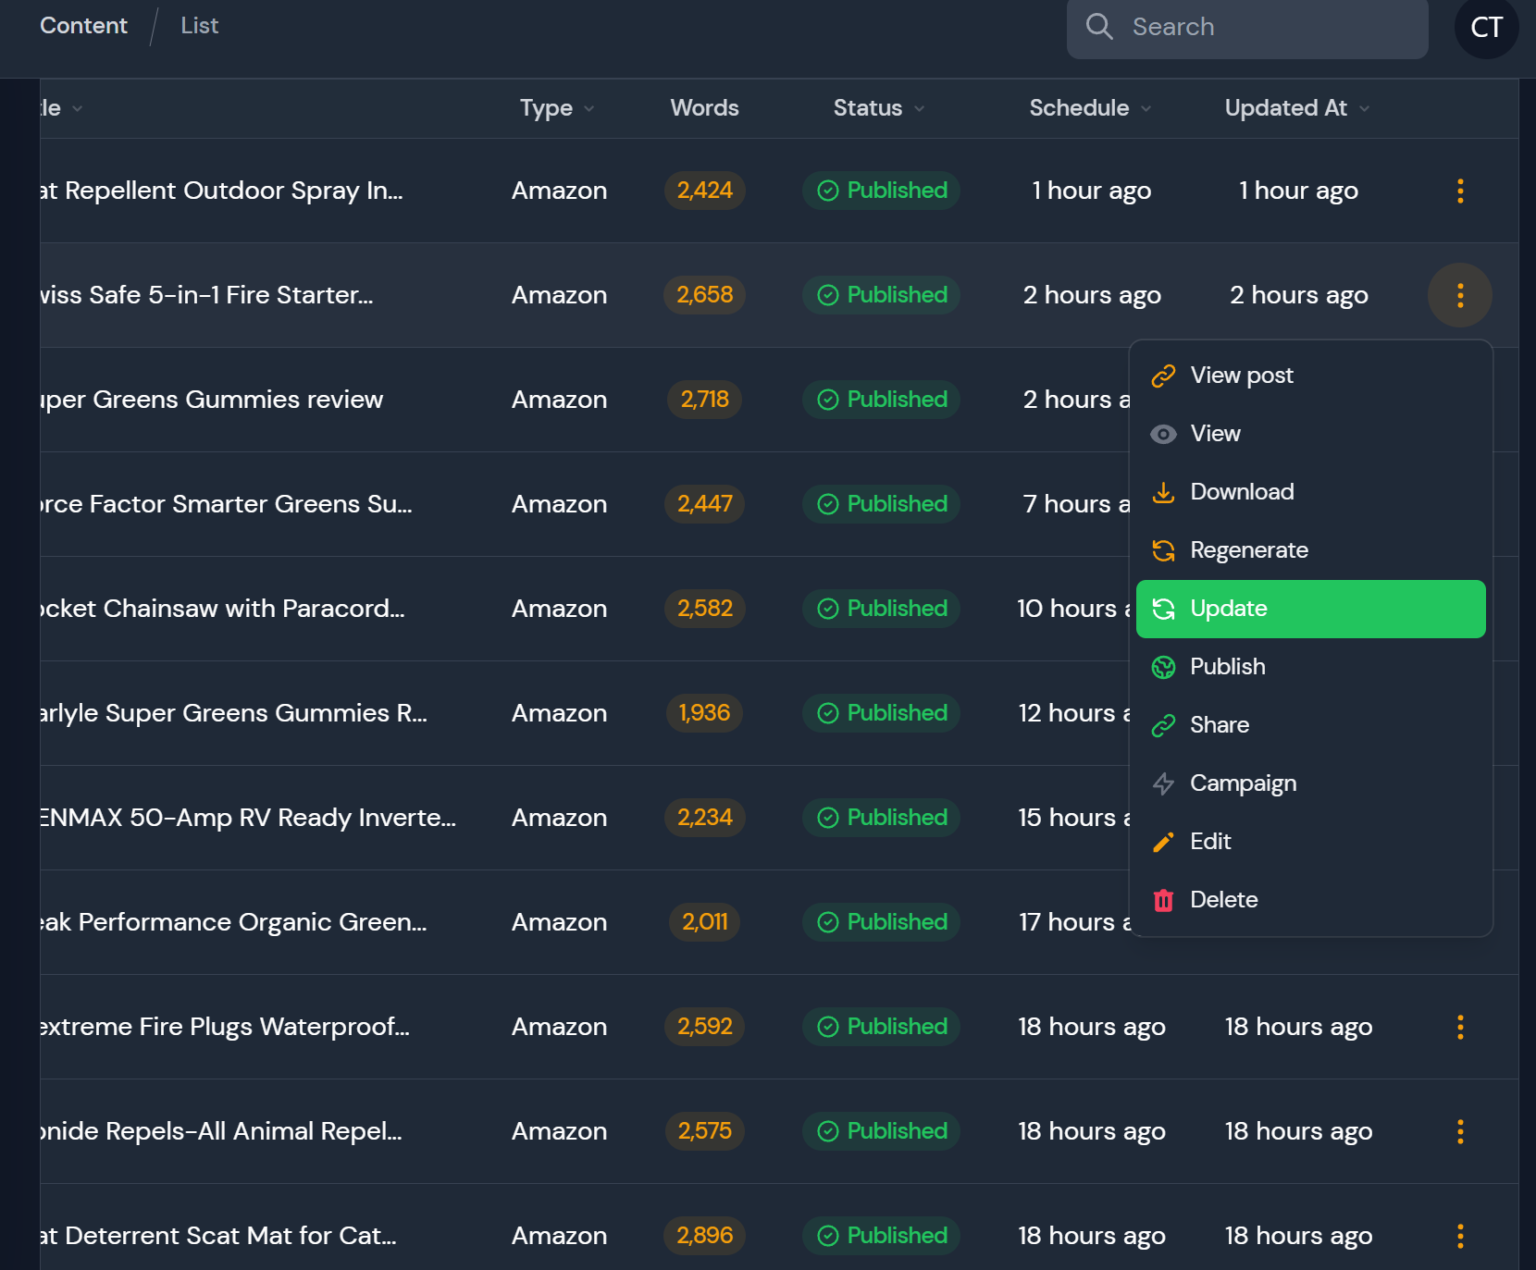 Content / List
Search
CT
Type
Words
Status
Schedule
Updated At
at Repellent Outdoor Spray In... Amazon 2,424 Published 1 hour ago 1 hour ago
wiss Safe 5-in-1 Fire Starter... Amazon 2,658 Published 2 hours ago 2 hours ago
uper Greens Gummies review Amazon 2,718 Published 2 hours a
orce Factor Smarter Greens Su... Amazon 2,447 Published 7 hours a
ocket Chainsaw with Paracord... Amazon 2,582 Published 10 hours a
arlyle Super Greens Gummies R... Amazon 1,936 Published 12 hours a
ENMAX 50-Amp RV Ready Inverte... Amazon 2,234 Published 15 hours a
eak Performance Organic Green... Amazon 2,011 Published 17 hours a
extreme Fire Plugs Waterproof... Amazon 2,592 Published 18 hours ago 18 hours ago
onide Repels-All Animal Repel... Amazon 2,575 Published 18 hours ago 18 hours ago
at Deterrent Scat Mat for Cat... Amazon 2,896 Published 18 hours ago 18 hours ago
View post
View
Download
Regenerate
Update
Publish
Share
Campaign
Edit
Delete